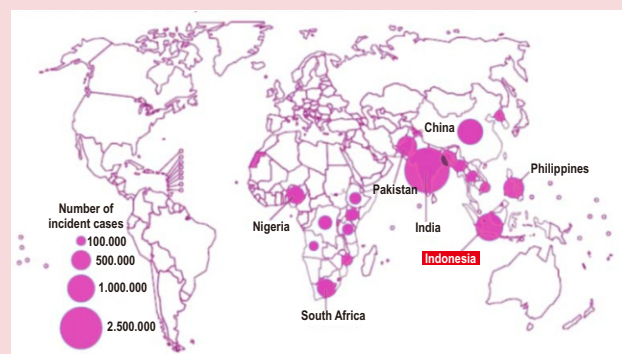 China
Philippines
Pakistan
Nigeria
India
Indonesia
South Africa
Number of
incident cases
100.000
500.000
1.000.000
2.500.000